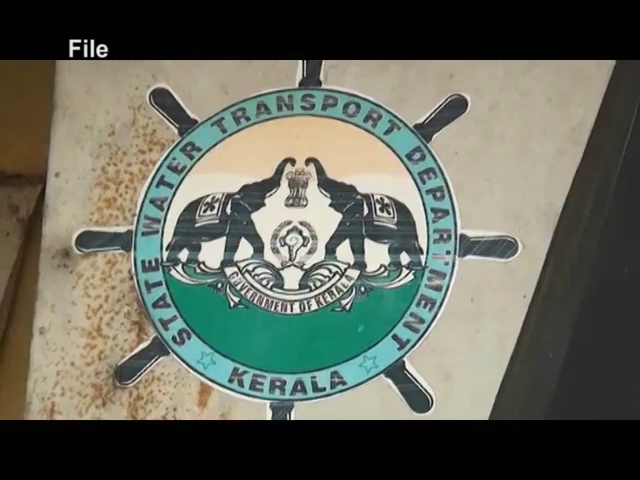 File
STATE WATER TRANSPORT DEPARTMENT
GOVERNMENT OF KERALA
KERALA